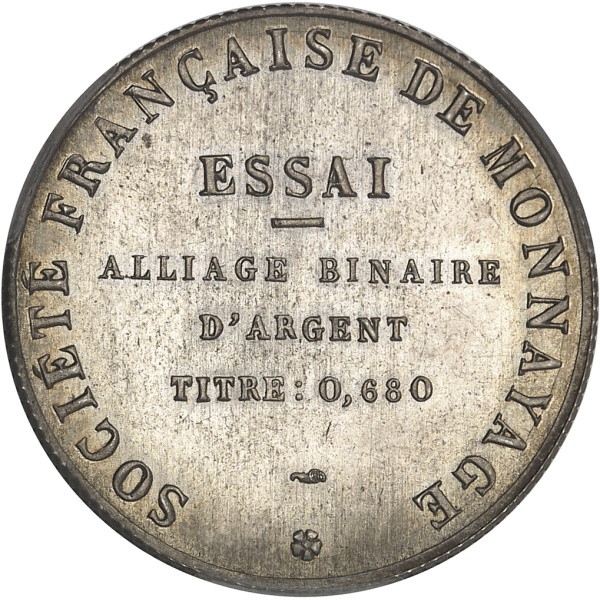 SOCIÉTÉ FRANÇAISE DE MONNAYAGE
ESSAI
ALLIAGE BINAIRE
D'ARGENT
TITRE : 0,680